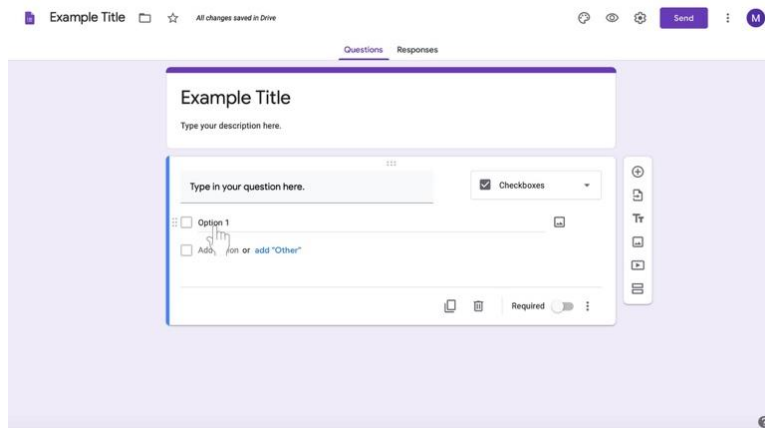 Example Title All changes saved in Drive Send M
Questions Responses
Example Title
Type your description here.
Type in your question here. Checkboxes
Option 1
or add "Other"
Required
Tт